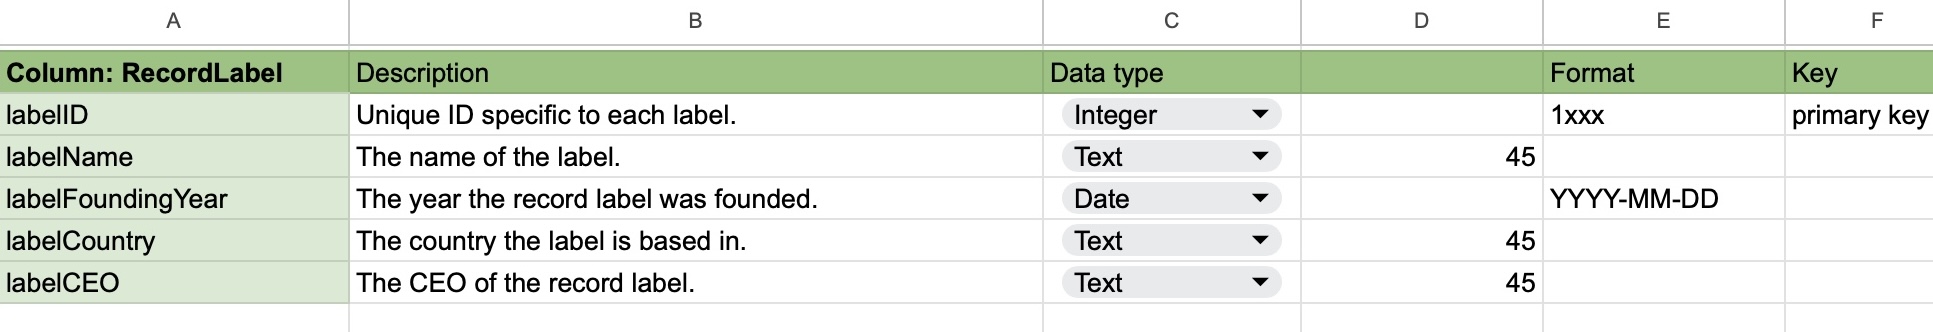 A B C D E F
Column: RecordLabel Description Data type Format Key
labelID Unique ID specific to each label. Integer 1xxx primary key
labelName The name of the label. Text 45
labelFoundingYear The year the record label was founded. Date YYYY-MM-DD
labelCountry The country the label is based in. Text 45
labelCEO The CEO of the record label. Text 45